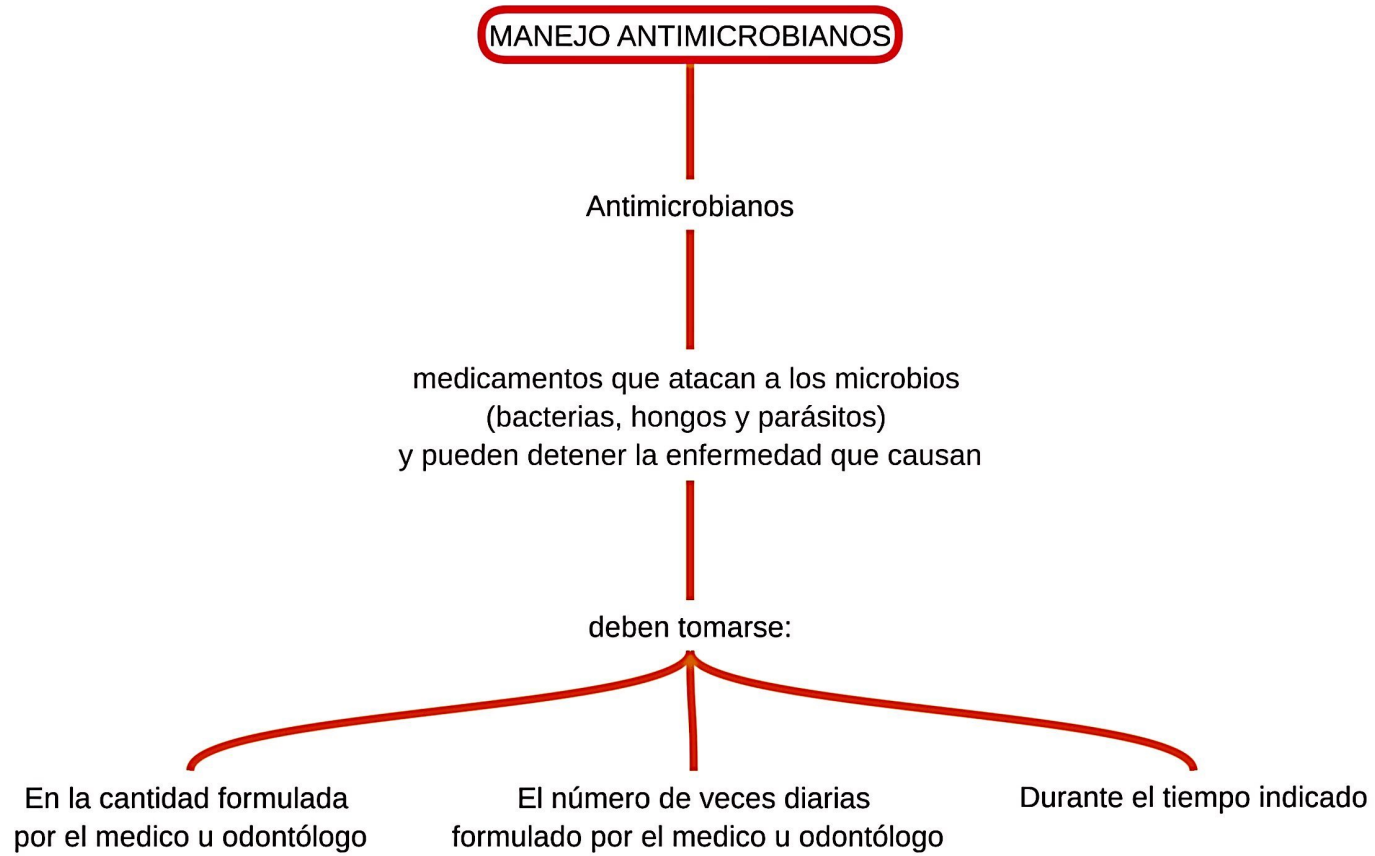 MANEJO ANTIMICROBIANOS
Antimicrobianos
medicamentos que atacan a los microbios
(bacterias, hongos y parásitos)
y pueden detener la enfermedad que causan
deben tomarse:
En la cantidad formulada
por el medico u odontólogo
El número de veces diarias
formulado por el medico u odontólogo
Durante el tiempo indicado